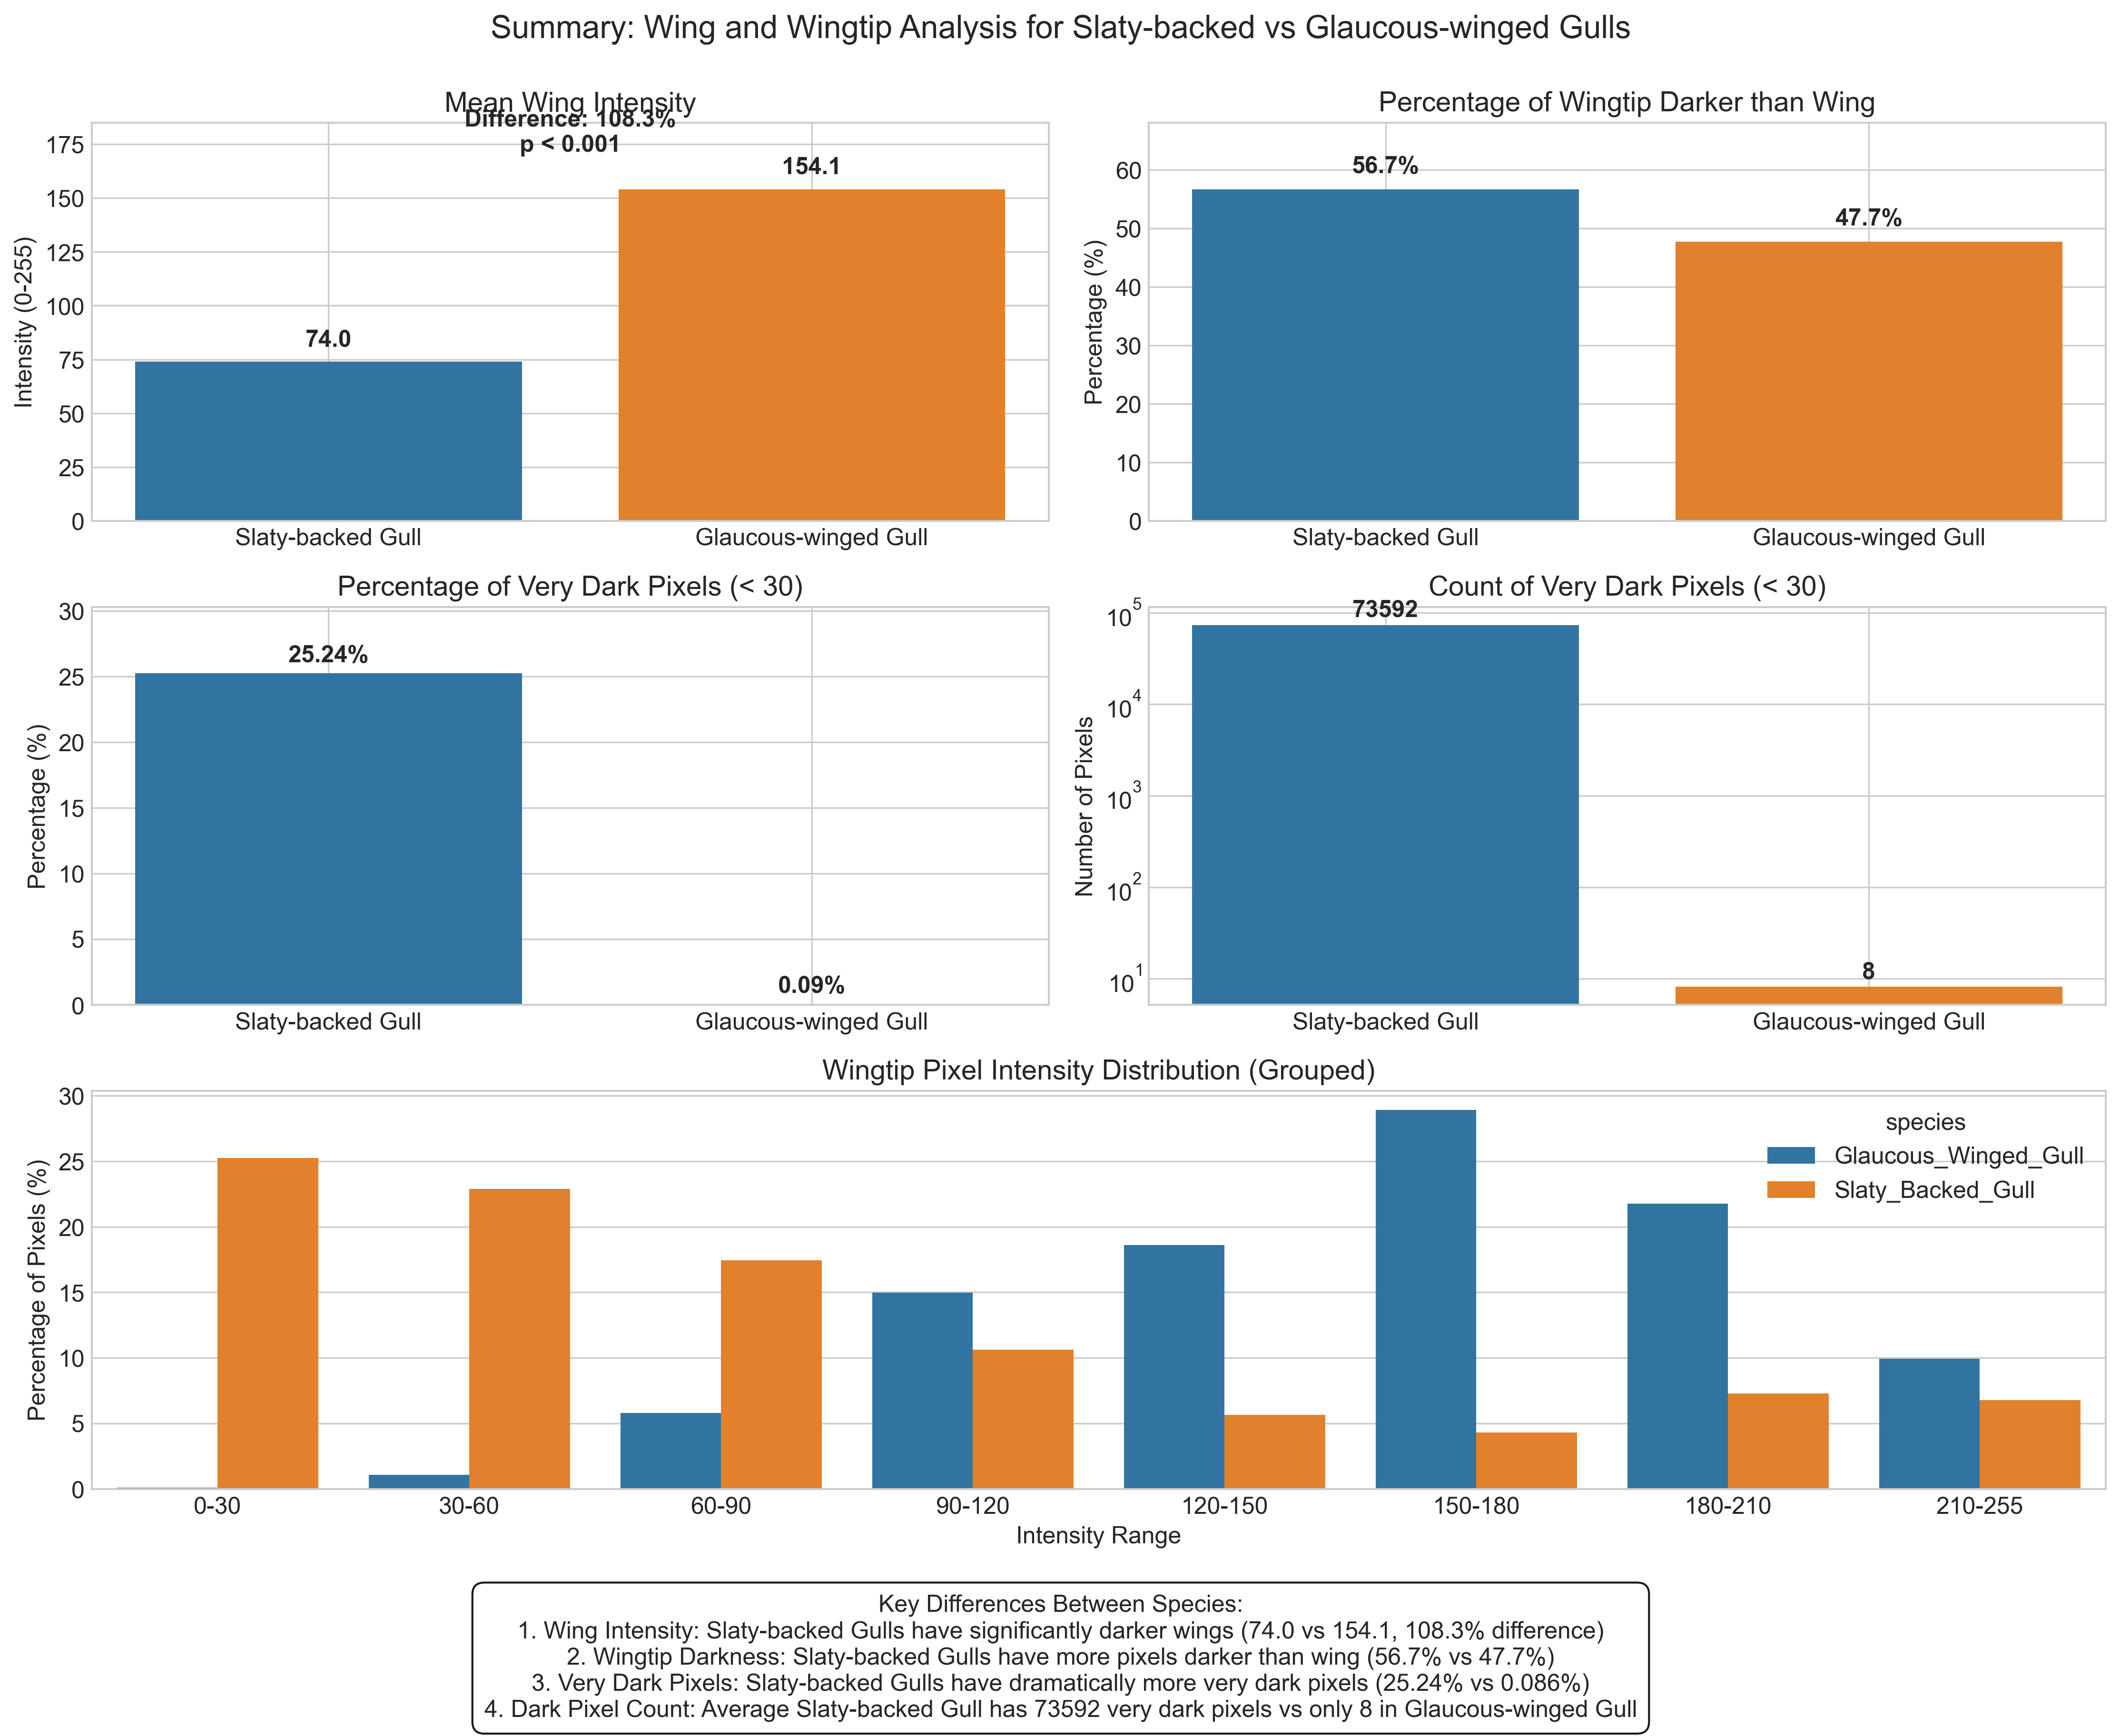 Summary: Wing and Wingtip Analysis for Slaty-backed vs Glaucous-winged Gulls
Mean Wing Intensity
Difference: 108.3%
p < 0.001
Intensity (0-255)
175
150
125
100
75
50
25
0
74.0
154.1
Slaty-backed Gull
Glaucous-winged Gull
Percentage of Wingtip Darker than Wing
Percentage (%)
60
50
40
30
20
10
0
56.7%
47.7%
Slaty-backed Gull
Glaucous-winged Gull
Percentage of Very Dark Pixels (< 30)
Percentage (%)
30
25
20
15
10
5
0
25.24%
0.09%
Slaty-backed Gull
Glaucous-winged Gull
Count of Very Dark Pixels (< 30)
Number of Pixels
10^5
10^4
10^3
10^2
10^1
73592
8
Slaty-backed Gull
Glaucous-winged Gull
Wingtip Pixel Intensity Distribution (Grouped)
Percentage of Pixels (%)
30
25
20
15
10
5
0
species
Glaucous_Winged_Gull
Slaty_Backed_Gull
0-30
30-60
60-90
90-120
120-150
150-180
180-210
210-255
Intensity Range
Key Differences Between Species:
1. Wing Intensity: Slaty-backed Gulls have significantly darker wings (74.0 vs 154.1, 108.3% difference)
2. Wingtip Darkness: Slaty-backed Gulls have more pixels darker than wing (56.7% vs 47.7%)
3. Very Dark Pixels: Slaty-backed Gulls have dramatically more very dark pixels (25.24% vs 0.086%)
4. Dark Pixel Count: Average Slaty-backed Gull has 73592 very dark pixels vs only 8 in Glaucous-winged Gull